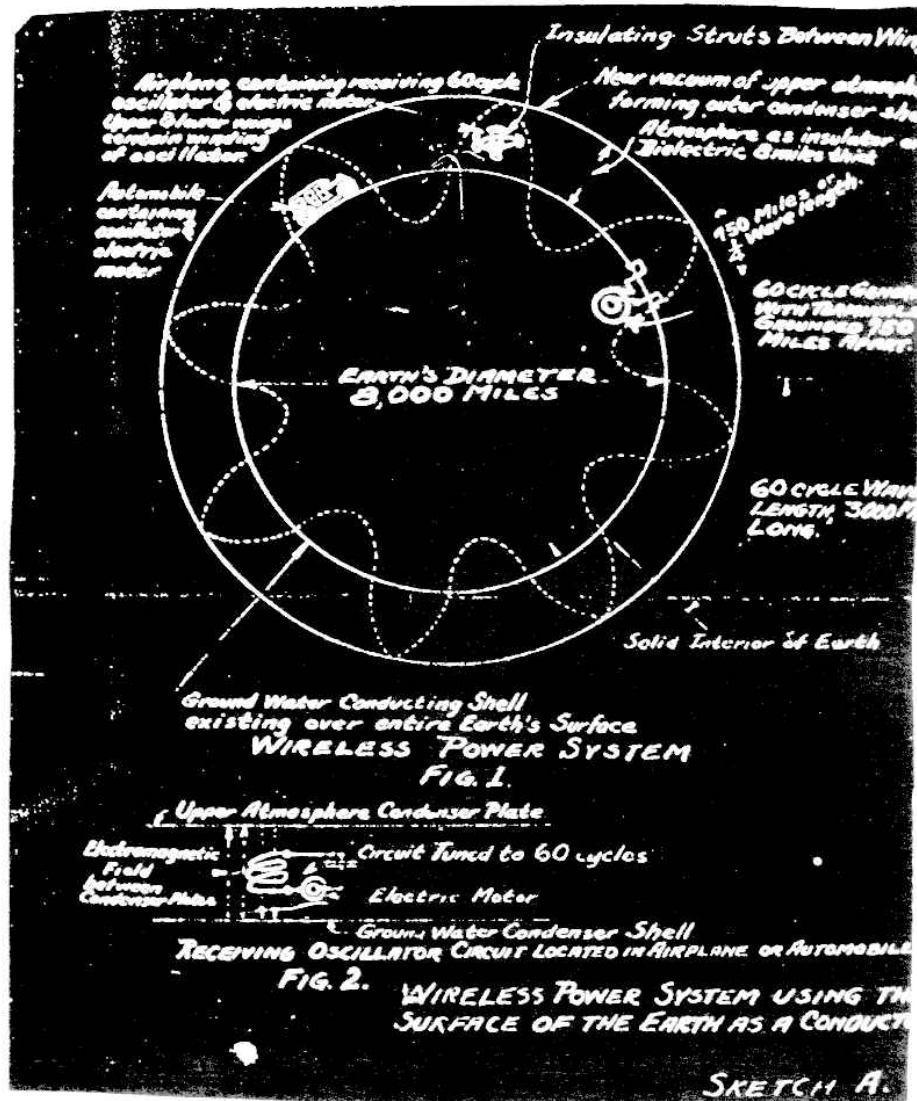 Insulating Struts Between Win
Airplane containing receiving 60 cycle
oscillator & electric motor.
Upper & lower wings
contain winding
of oscillator.
Near vacuum of upper atmosphe
forming outer condenser she
Atmosphere as insulator or
Dielectric 8 miles thick
Automobile
containing
oscillator &
electric
motor
750 Miles or
1/4 Wave length.
60 CYCLE GEN
WITH TERMIN
GROUNDED 750
MILES APART.
EARTH'S DIAMETER
8,000 MILES
60 CYCLE WAVE
LENGTH, 3000 M
LONG.
Solid Interior of Earth
Ground Water Conducting Shell
existing over entire Earth's Surface
WIRELESS POWER SYSTEM
FIG. 1.
Upper Atmosphere Condenser Plate
Electromagnetic
Field
between
Condenser Plates
Circuit Tuned to 60 cycles
Electric Motor
Ground Water Condenser Shell
RECEIVING OSCILLATOR CIRCUIT LOCATED IN AIRPLANE OR AUTOMOBILE
FIG. 2.
WIRELESS POWER SYSTEM USING TH
SURFACE OF THE EARTH AS A CONDUCT
SKETCH A.